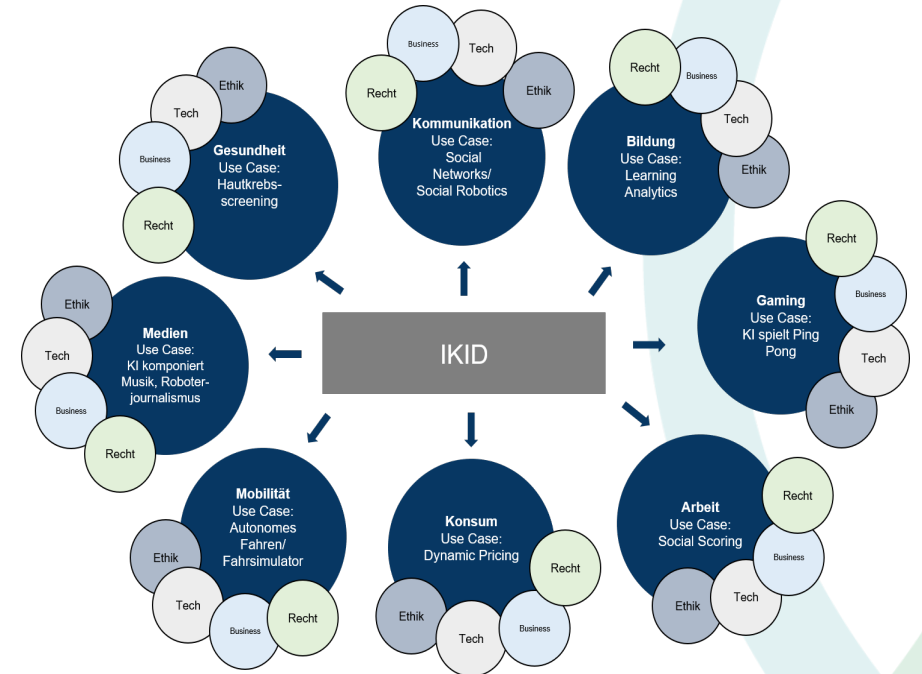 Gesundheit
Use Case:
Hautkrebs-
screening
Ethik
Tech
Business
Recht
Kommunikation
Use Case:
Social
Networks/
Social Robotics
Recht
Business
Tech
Ethik
Bildung
Use Case:
Learning
Analytics
Recht
Business
Tech
Ethik
Gaming
Use Case:
KI spielt Ping
Pong
Recht
Business
Tech
Ethik
IKID
Medien
Use Case:
KI komponiert
Musik, Roboter-
journalismus
Ethik
Tech
Business
Recht
Mobilität
Use Case:
Autonomes
Fahren/
Fahrsimulator
Ethik
Tech
Business
Recht
Konsum
Use Case:
Dynamic Pricing
Ethik
Tech
Business
Recht
Arbeit
Use Case:
Social Scoring
Recht
Business
Tech
Ethik